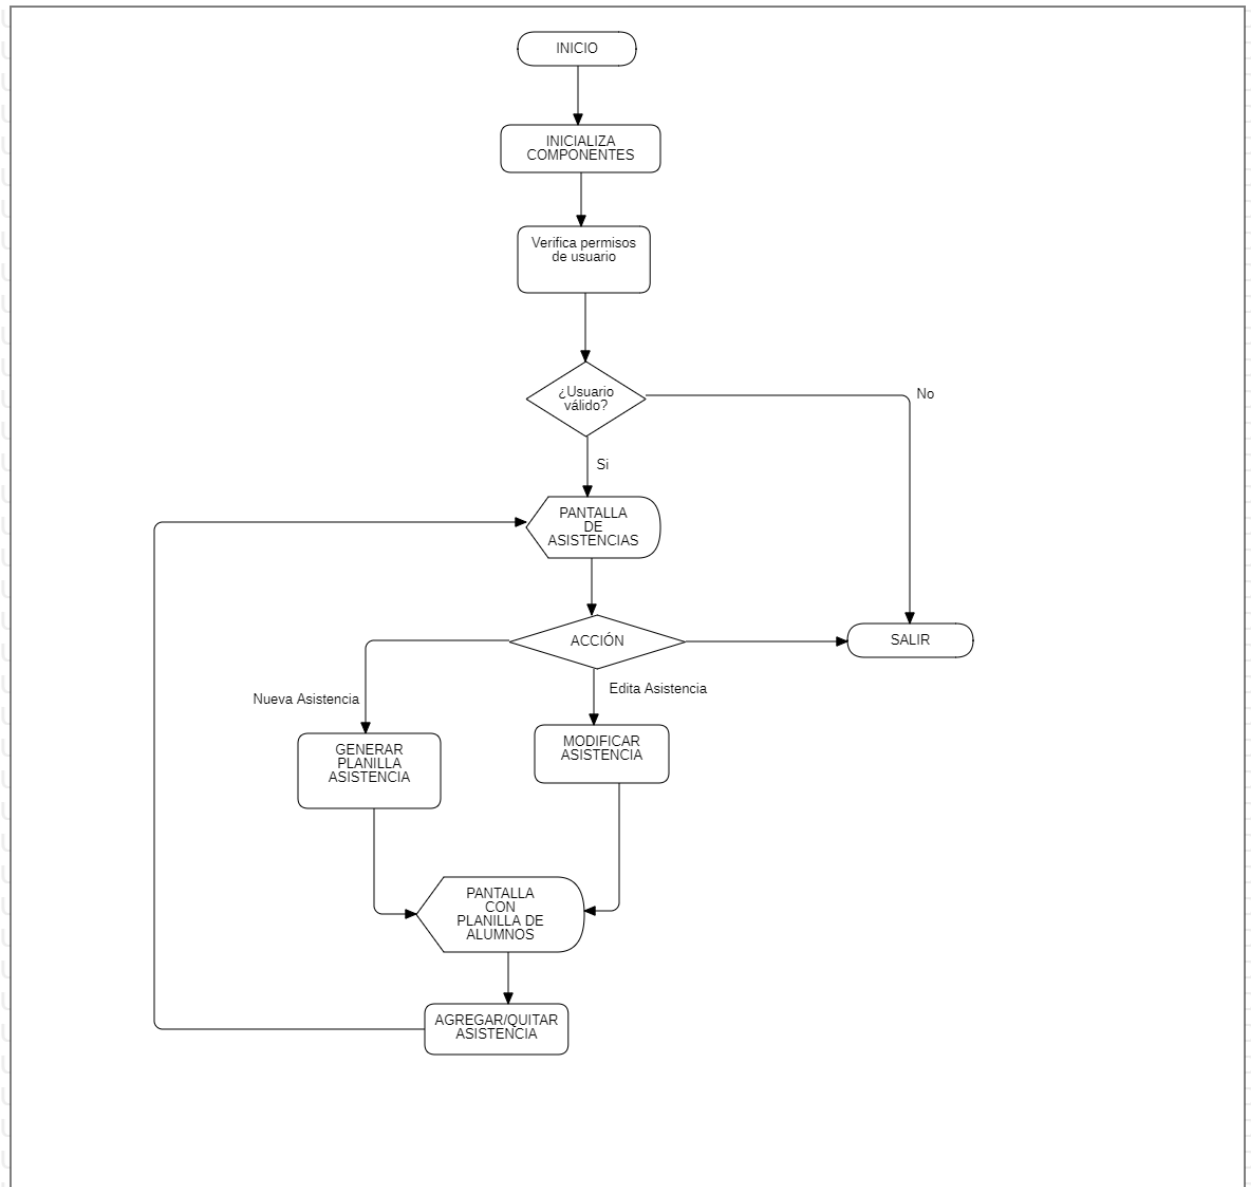 INICIO
INICIALIZA
COMPONENTES
Verifica permisos
de usuario
¿Usuario
válido?
No
Si
PANTALLA
DE
ASISTENCIAS
ACCIÓN
SALIR
Nueva Asistencia
Edita Asistencia
GENERAR
PLANILLA
ASISTENCIA
MODIFICAR
ASISTENCIA
PANTALLA
CON
PLANILLA DE
ALUMNOS
AGREGAR/QUITAR
ASISTENCIA